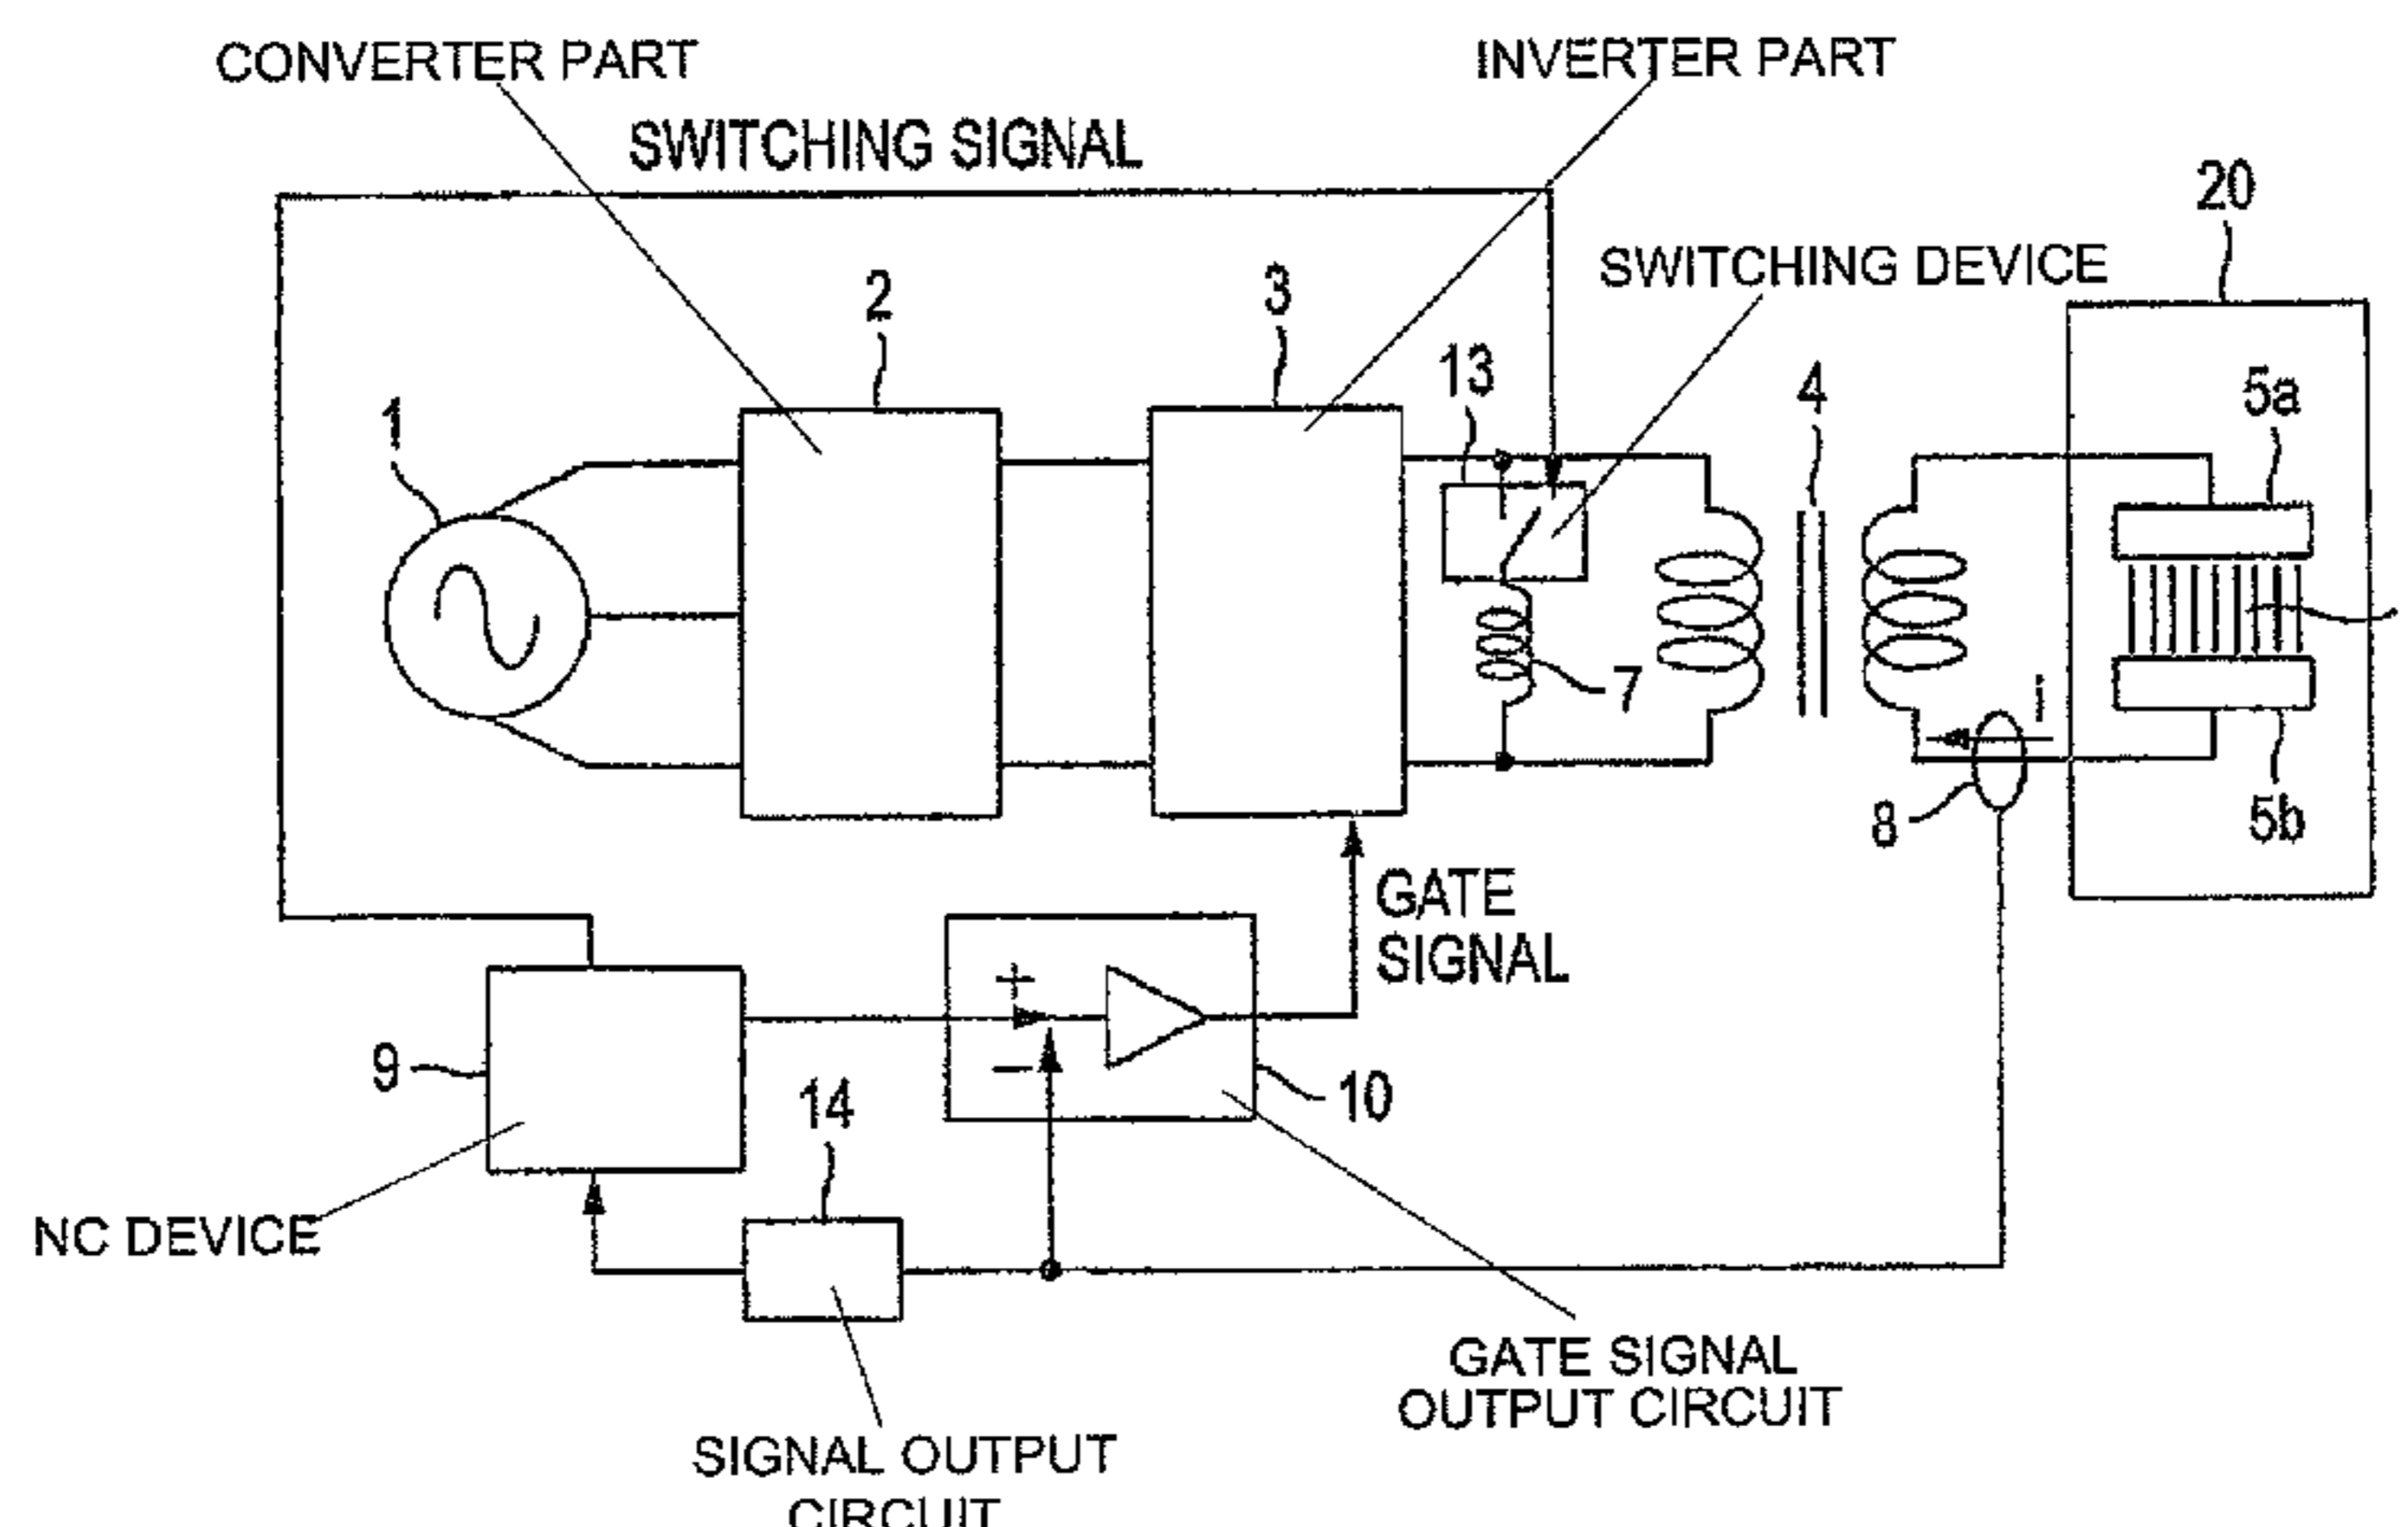 CONVERTER PART
INVERTER PART
SWITCHING SIGNAL
20
SWITCHING DEVICE
2
3
13
4
5a
1
7
i
8
5b
GATE
SIGNAL
+
−
9
10
14
NC DEVICE
GATE SIGNAL
OUTPUT CIRCUIT
SIGNAL OUTPUT
CIRCUIT